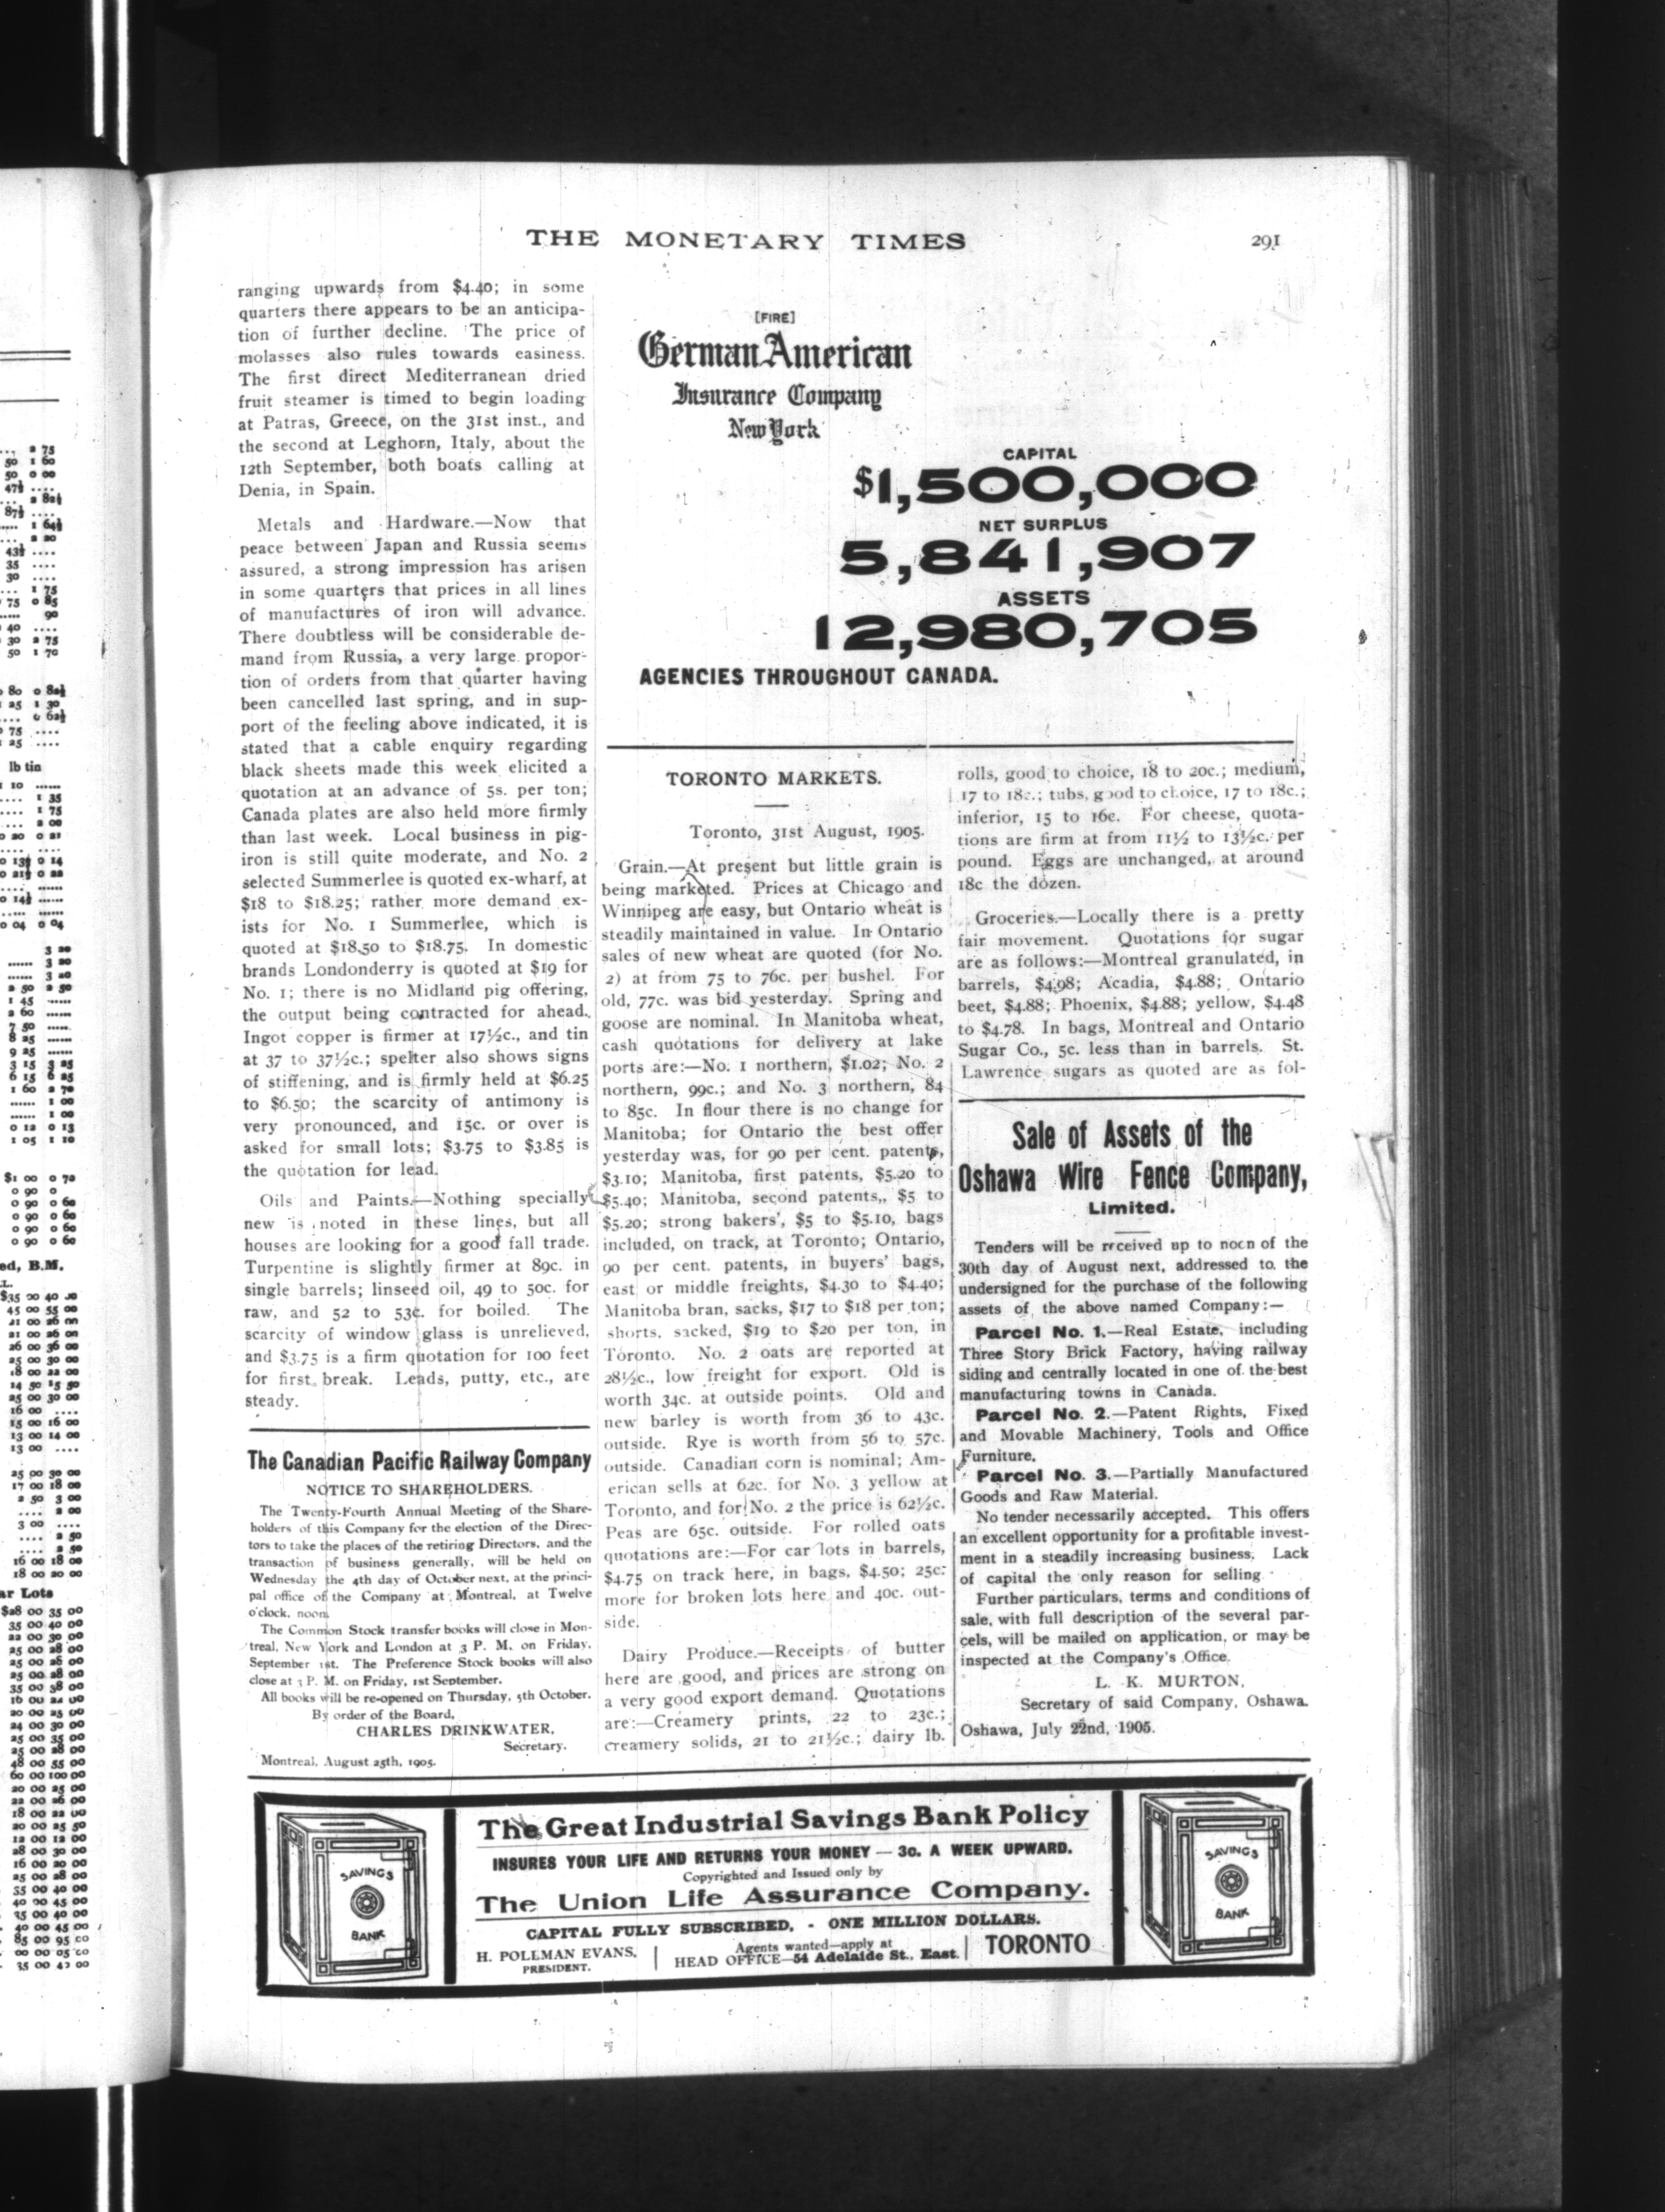 THE MONETARY TIMES
291
ranging upwards from $4.40; in some
quarters there appears to be an anticipa-
tion of further decline. The price of
molasses also rules towards easiness.
The first direct Mediterranean dried
fruit steamer is timed to begin loading
at Patras, Greece, on the 31st inst., and
the second at Leghorn, Italy, about the
12th September, both boats calling at
Denia, in Spain.
Metals and Hardware.—Now that
peace between Japan and Russia seems
assured, a strong impression has arisen
in some quarters that prices in all lines
of manufactures of iron will advance.
There doubtless will be considerable de-
mand from Russia, a very large propor-
tion of orders from that quarter having
been cancelled last spring, and in sup-
port of the feeling above indicated, it is
stated that a cable enquiry regarding
black sheets made this week elicited a
quotation at an advance of 5s. per ton;
Canada plates are also held more firmly
than last week. Local business in pig-
iron is still quite moderate, and No. 2
selected Summerlee is quoted ex-wharf, at
$18 to $18.25; rather more demand ex-
ists for No. 1 Summerlee, which is
quoted at $18.50 to $18.75. In domestic
brands Londonderry is quoted at $19 for
No. 1; there is no Midland pig offering,
the output being contracted for ahead.
Ingot copper is firmer at 17½c., and tin
at 37 to 37½c.; spelter also shows signs
of stiffening, and is firmly held at $6.25
to $6.50; the scarcity of antimony is
very pronounced, and 15c. or over is
asked for small lots; $3.75 to $3.85 is
the quotation for lead.
Oils and Paints.—Nothing specially
new is noted in these lines, but all
houses are looking for a good fall trade.
Turpentine is slightly firmer at 89c. in
single barrels; linseed oil, 49 to 50c. for
raw, and 52 to 53c. for boiled. The
scarcity of window glass is unrelieved,
and $3.75 is a firm quotation for 100 feet
for first break. Leads, putty, etc., are
steady.
The Canadian Pacific Railway Company
NOTICE TO SHAREHOLDERS.
The Twenty-Fourth Annual Meeting of the Share-
holders of this Company for the election of the Direc-
tors to take the places of the retiring Directors, and the
transaction of business generally, will be held on
Wednesday the 4th day of October next, at the princi-
pal office of the Company at Montreal, at Twelve
o'clock, noon.
The Common Stock transfer books will close in Mon-
treal, New York and London at 3 P. M. on Friday,
September 1st. The Preference Stock books will also
close at 3 P. M. on Friday, 1st September.
All books will be re-opened on Thursday, 5th October.
By order of the Board,
CHARLES DRINKWATER,
Secretary.
Montreal, August 25th, 1905.
[FIRE]
German American
Insurance Company
New York
CAPITAL
$1,500,000
NET SURPLUS
5,841,907
ASSETS
12,980,705
AGENCIES THROUGHOUT CANADA.
TORONTO MARKETS.
Toronto, 31st August, 1905.
Grain.—At present but little grain is
being marketed. Prices at Chicago and
Winnipeg are easy, but Ontario wheat is
steadily maintained in value. In Ontario
sales of new wheat are quoted (for No.
2) at from 75 to 76c. per bushel. For
old, 77c. was bid yesterday. Spring and
goose are nominal. In Manitoba wheat,
cash quotations for delivery at lake
ports are:—No. 1 northern, $1.02; No. 2
northern, 99c.; and No. 3 northern, 84
to 85c. In flour there is no change for
Manitoba; for Ontario the best offer
yesterday was, for 90 per cent. patents,
$3.10; Manitoba, first patents, $5.20 to
$5.40; Manitoba, second patents,, $5 to
$5.20; strong bakers', $5 to $5.10, bags
included, on track, at Toronto; Ontario,
90 per cent. patents, in buyers' bags,
east or middle freights, $4.30 to $4.40;
Manitoba bran, sacks, $17 to $18 per ton;
shorts, sacked, $19 to $20 per ton, in
Toronto. No. 2 oats are reported at
28½c., low freight for export. Old is
worth 34c. at outside points. Old and
new barley is worth from 36 to 43c.
outside. Rye is worth from 56 to 57c.
outside. Canadian corn is nominal; Am-
erican sells at 62c. for No. 3 yellow at
Toronto, and for No. 2 the price is 62½c.
Peas are 65c. outside. For rolled oats
quotations are:—For car lots in barrels,
$4.75 on track here, in bags, $4.50; 25c.
more for broken lots here and 40c. out-
side.
Dairy Produce.—Receipts of butter
here are good, and prices are strong on
a very good export demand. Quotations
are:—Creamery prints, 22 to 23c.;
creamery solids, 21 to 21½c.; dairy lb.
rolls, good to choice, 18 to 20c.; medium,
17 to 18c.; tubs, good to choice, 17 to 18c.;
inferior, 15 to 16c. For cheese, quota-
tions are firm at from 11½ to 13½c. per
pound. Eggs are unchanged, at around
18c the dozen.
Groceries.—Locally there is a pretty
fair movement. Quotations for sugar
are as follows:—Montreal granulated, in
barrels, $4.98; Acadia, $4.88; Ontario
beet, $4.88; Phoenix, $4.88; yellow, $4.48
to $4.78. In bags, Montreal and Ontario
Sugar Co., 5c. less than in barrels. St.
Lawrence sugars as quoted are as fol-
Sale of Assets of the
Oshawa Wire Fence Company,
Limited.
Tenders will be received up to noon of the
30th day of August next, addressed to the
undersigned for the purchase of the following
assets of the above named Company:—
Parcel No. 1.—Real Estate, including
Three Story Brick Factory, having railway
siding and centrally located in one of the best
manufacturing towns in Canada.
Parcel No. 2.—Patent Rights, Fixed
and Movable Machinery, Tools and Office
Furniture.
Parcel No. 3.—Partially Manufactured
Goods and Raw Material.
No tender necessarily accepted. This offers
an excellent opportunity for a profitable invest-
ment in a steadily increasing business. Lack
of capital the only reason for selling.
Further particulars, terms and conditions of
sale, with full description of the several par-
cels, will be mailed on application, or may be
inspected at the Company's Office.
L. K. MURTON,
Secretary of said Company, Oshawa.
Oshawa, July 22nd, 1905.
SAVINGS
BANK
The Great Industrial Savings Bank Policy
INSURES YOUR LIFE AND RETURNS YOUR MONEY — 3c. A WEEK UPWARD.
Copyrighted and Issued only by
The Union Life Assurance Company.
CAPITAL FULLY SUBSCRIBED, - ONE MILLION DOLLARS.
H. POLLMAN EVANS,
PRESIDENT.
Agents wanted—apply at
HEAD OFFICE—54 Adelaide St., East.
TORONTO
SAVINGS
BANK